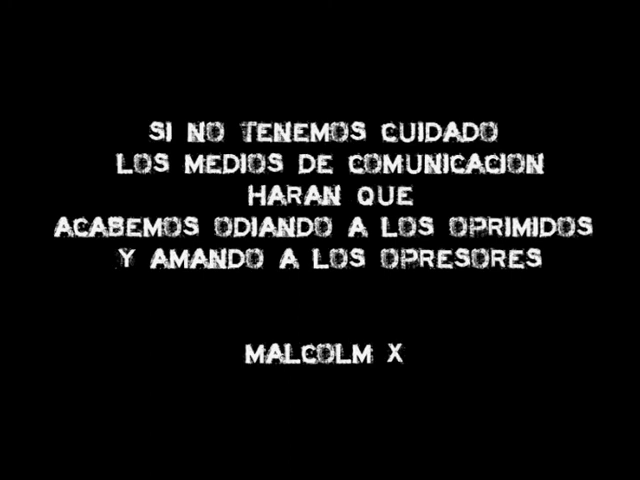 SI NO TENEMOS CUIDADO
LOS MEDIOS DE COMUNICACION
HARAN QUE
ACABEMOS ODIANDO A LOS OPRIMIDOS
Y AMANDO A LOS OPRESORES
MALCOLM X